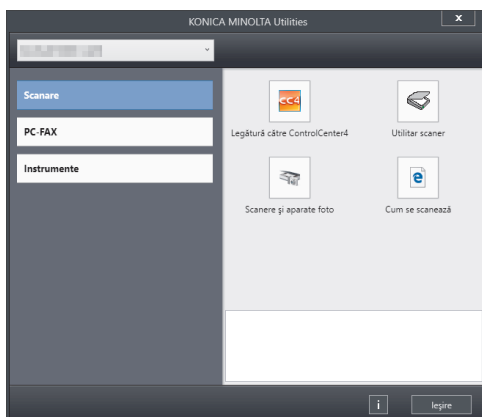 KONICA MINOLTA Utilities
x
Scanare
PC-FAX
Instrumente
CC4
Legătură către ControlCenter4
Utilitar scaner
Scanere şi aparate foto
Cum se scanează
i
Ieşire